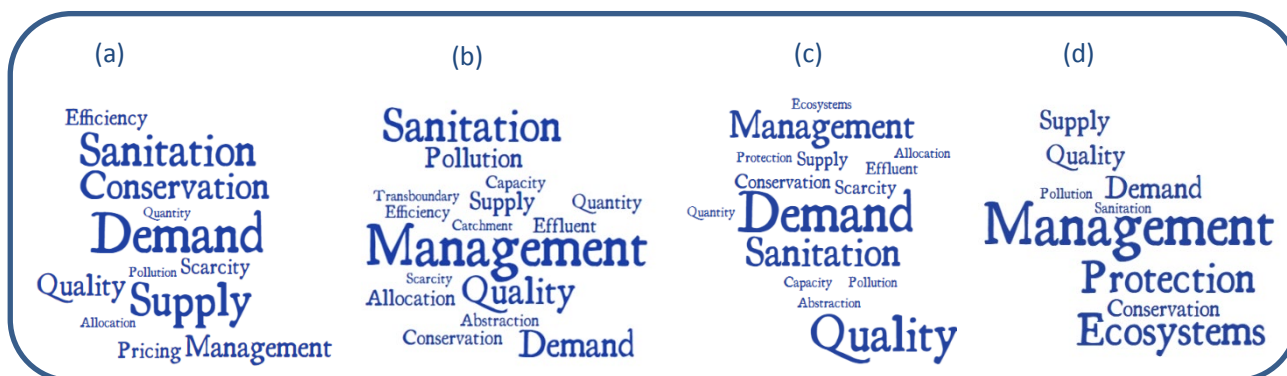 (a)
Efficiency
Sanitation
Conservation
Quantity
Demand
Pollution Scarcity
Quality
Supply
Allocation
Pricing Management
(b)
Sanitation
Pollution
Capacity
Transboundary
Supply
Quantity
Efficiency
Catchment
Effluent
Management
Scarcity
Allocation
Quality
Abstraction
Conservation
Demand
(c)
Ecosystems
Management
Allocation
Protection Supply
Effluent
Conservation Scarcity
Quantity
Demand
Sanitation
Capacity Pollution
Abstraction
Quality
(d)
Supply
Quality
Pollution
Demand
Sanitation
Management
Protection
Conservation
Ecosystems